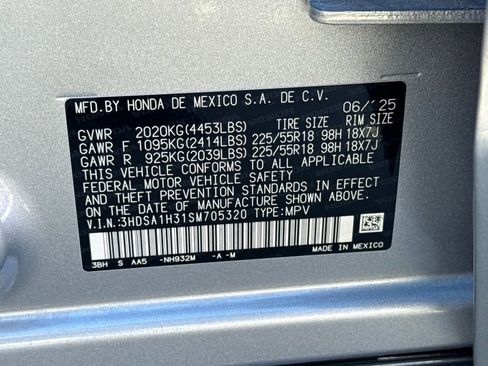 MFD.BY HONDA DE MEXICO S.A. DE C.V. 06/'25
GVWR 2020KG(4453LBS) TIRE SIZE RIM SIZE
GAWR F 1095KG(2414LBS) 225/55R18 98H 18X7J
GAWR R 925KG(2039LBS) 225/55R18 98H 18X7J
THIS VEHICLE CONFORMS TO ALL APPLICABLE
FEDERAL MOTOR VEHICLE SAFETY
AND THEFT PREVENTION STANDARDS IN EFFECT
ON THE DATE OF MANUFACTURE SHOWN ABOVE.
V.I.N.:3HDSA1H31SM705320 TYPE:MPV
3BH S AA5 -NH932M -A -M MADE IN MEXICO